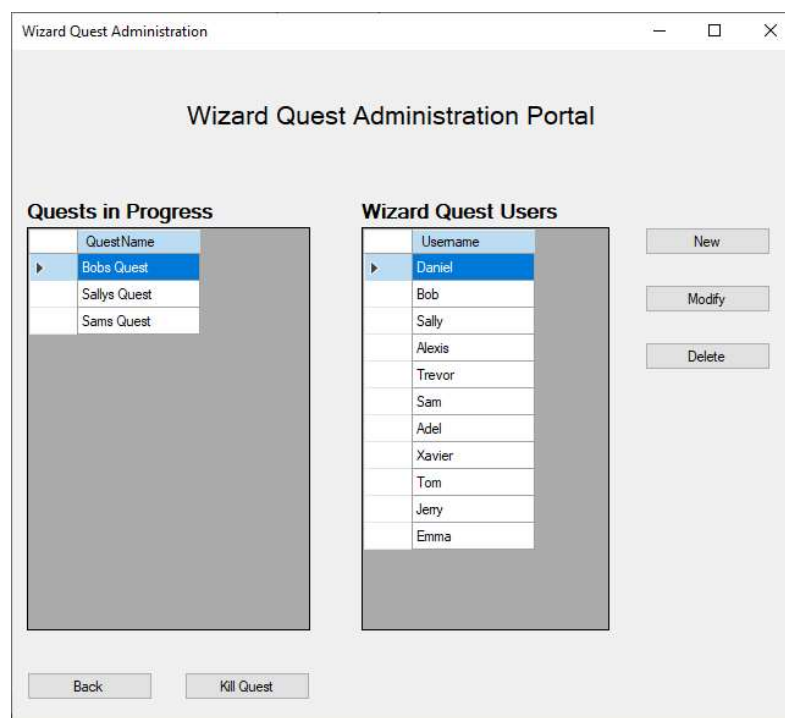 Wizard Quest Administration
Wizard Quest Administration Portal
Quests in Progress
QuestName
Bobs Quest
Sallys Quest
Sams Quest
Wizard Quest Users
Username
Daniel
Bob
Sally
Alexis
Trevor
Sam
Adel
Xavier
Tom
Jerry
Emma
New
Modify
Delete
Back
Kill Quest